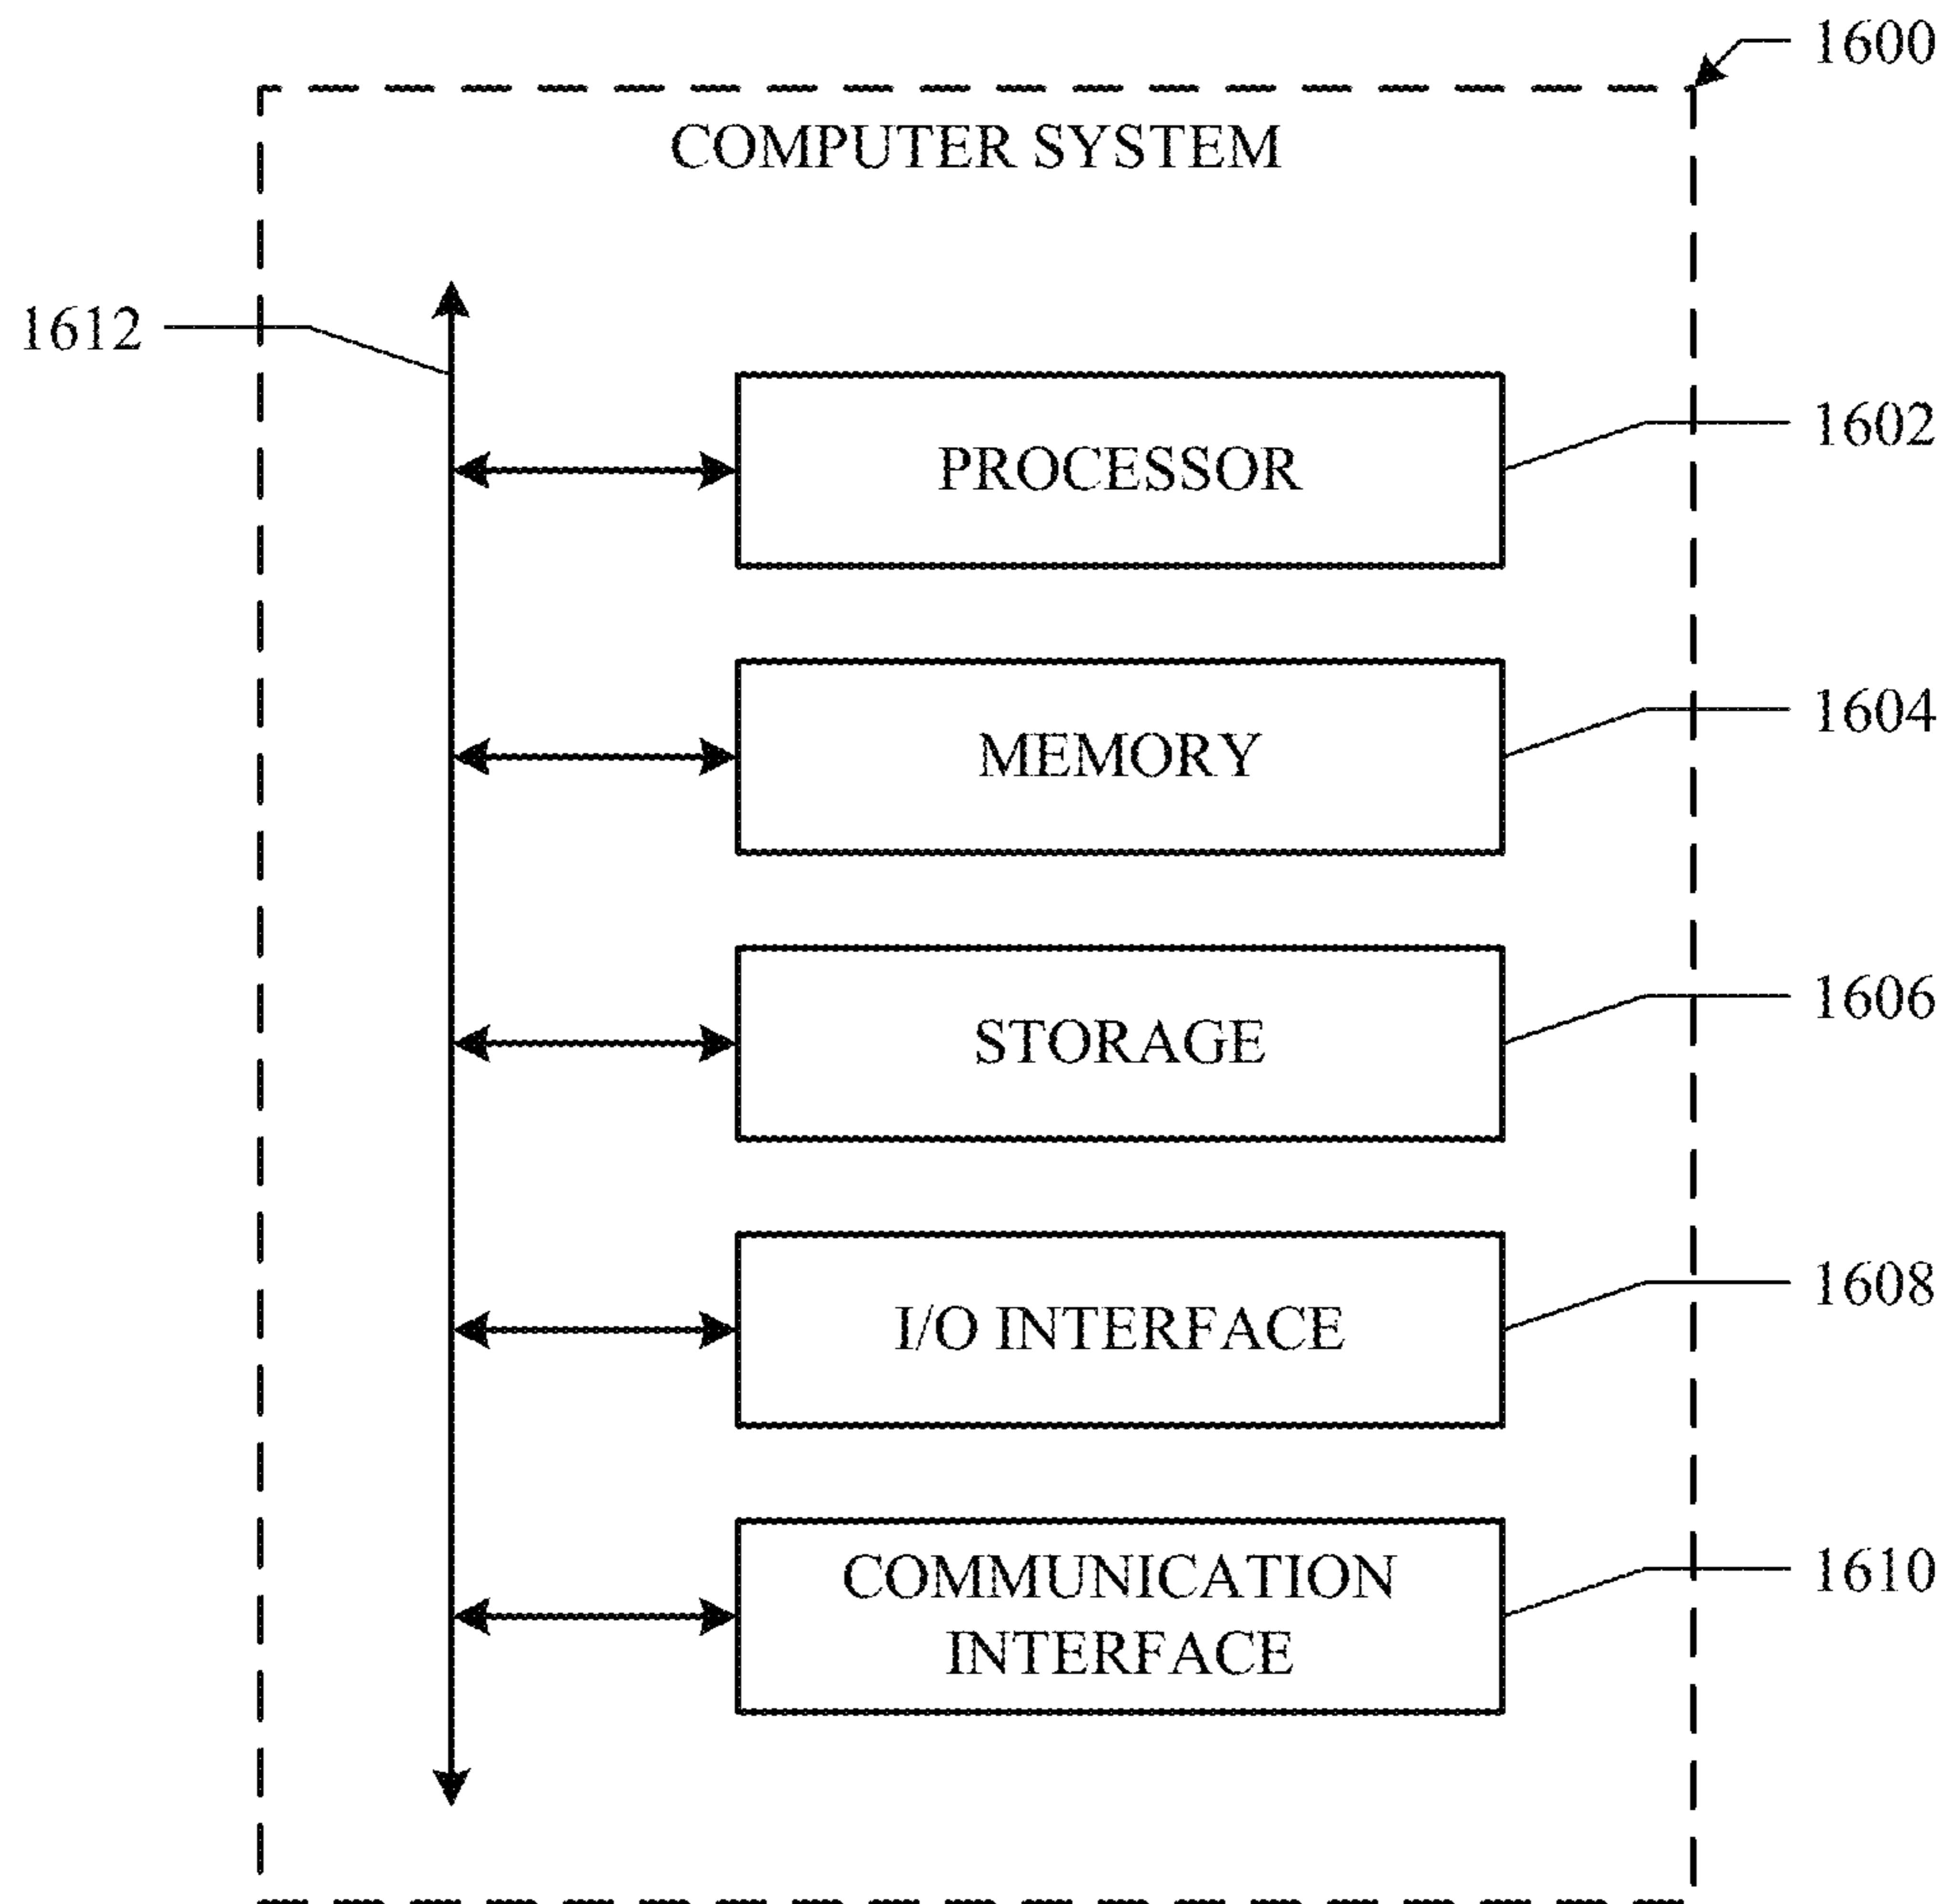 1600
COMPUTER SYSTEM
1612
PROCESSOR
1602
MEMORY
1604
STORAGE
1606
I/O INTERFACE
1608
COMMUNICATION
INTERFACE
1610